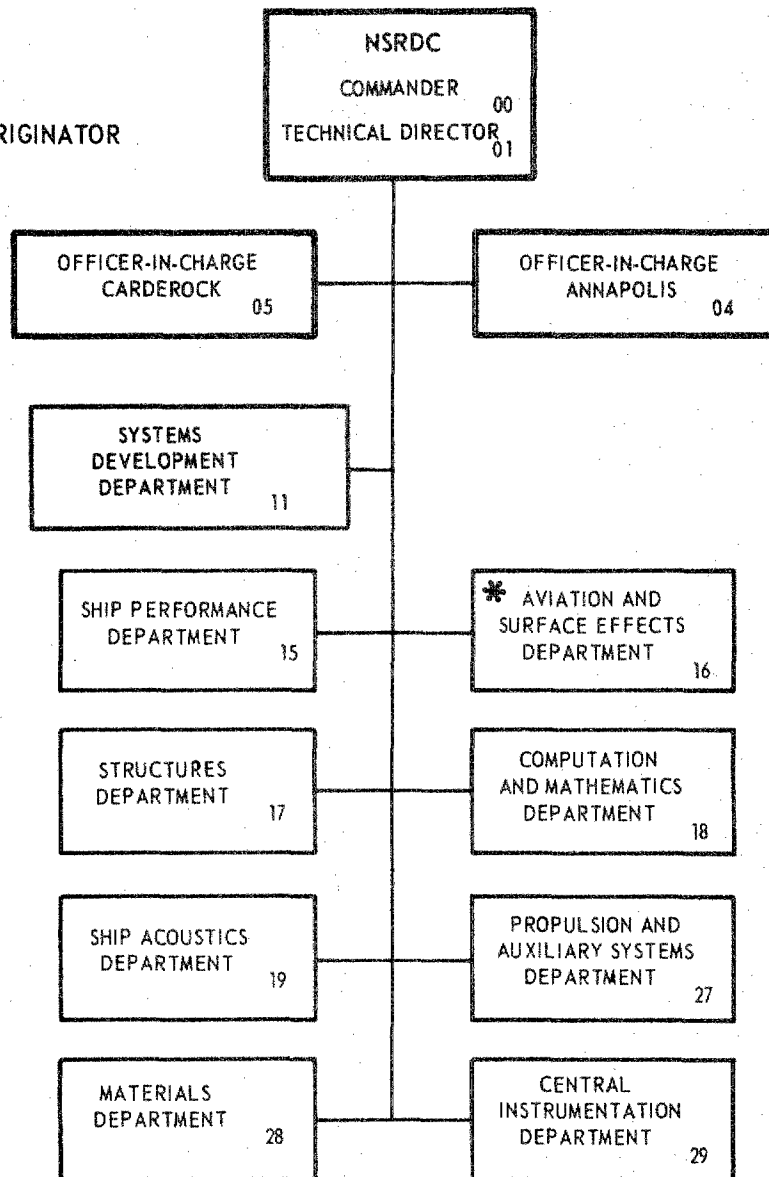 NSRDC
COMMANDER
00
TECHNICAL DIRECTOR
01
RIGINATOR
OFFICER-IN-CHARGE
CARDEROCK
05
OFFICER-IN-CHARGE
ANNAPOLIS
04
SYSTEMS
DEVELOPMENT
DEPARTMENT
11
SHIP PERFORMANCE
DEPARTMENT
15
* AVIATION AND
SURFACE EFFECTS
DEPARTMENT
16
STRUCTURES
DEPARTMENT
17
COMPUTATION
AND MATHEMATICS
DEPARTMENT
18
SHIP ACOUSTICS
DEPARTMENT
19
PROPULSION AND
AUXILIARY SYSTEMS
DEPARTMENT
27
MATERIALS
DEPARTMENT
28
CENTRAL
INSTRUMENTATION
DEPARTMENT
29